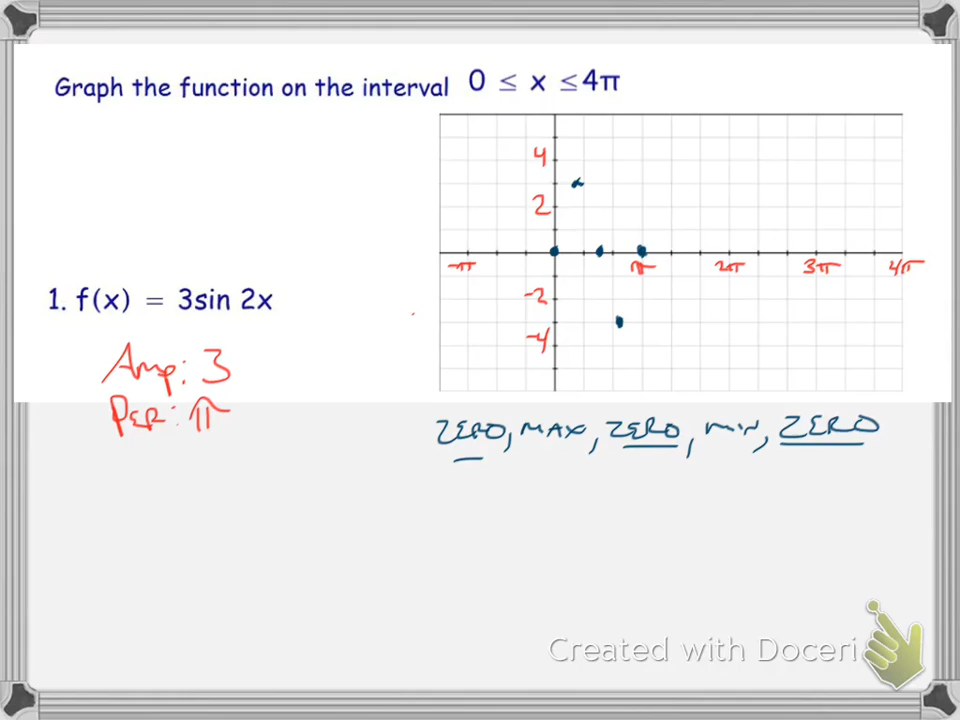 Graph the function on the interval 0 ≤ x ≤ 4π
4
2
-π π 2π 3π 4π
-2
-4
1. f(x) = 3sin 2x
Amp: 3
PER: π
ZERO, MAX, ZERO, MIN, ZERO
Created with Doceri